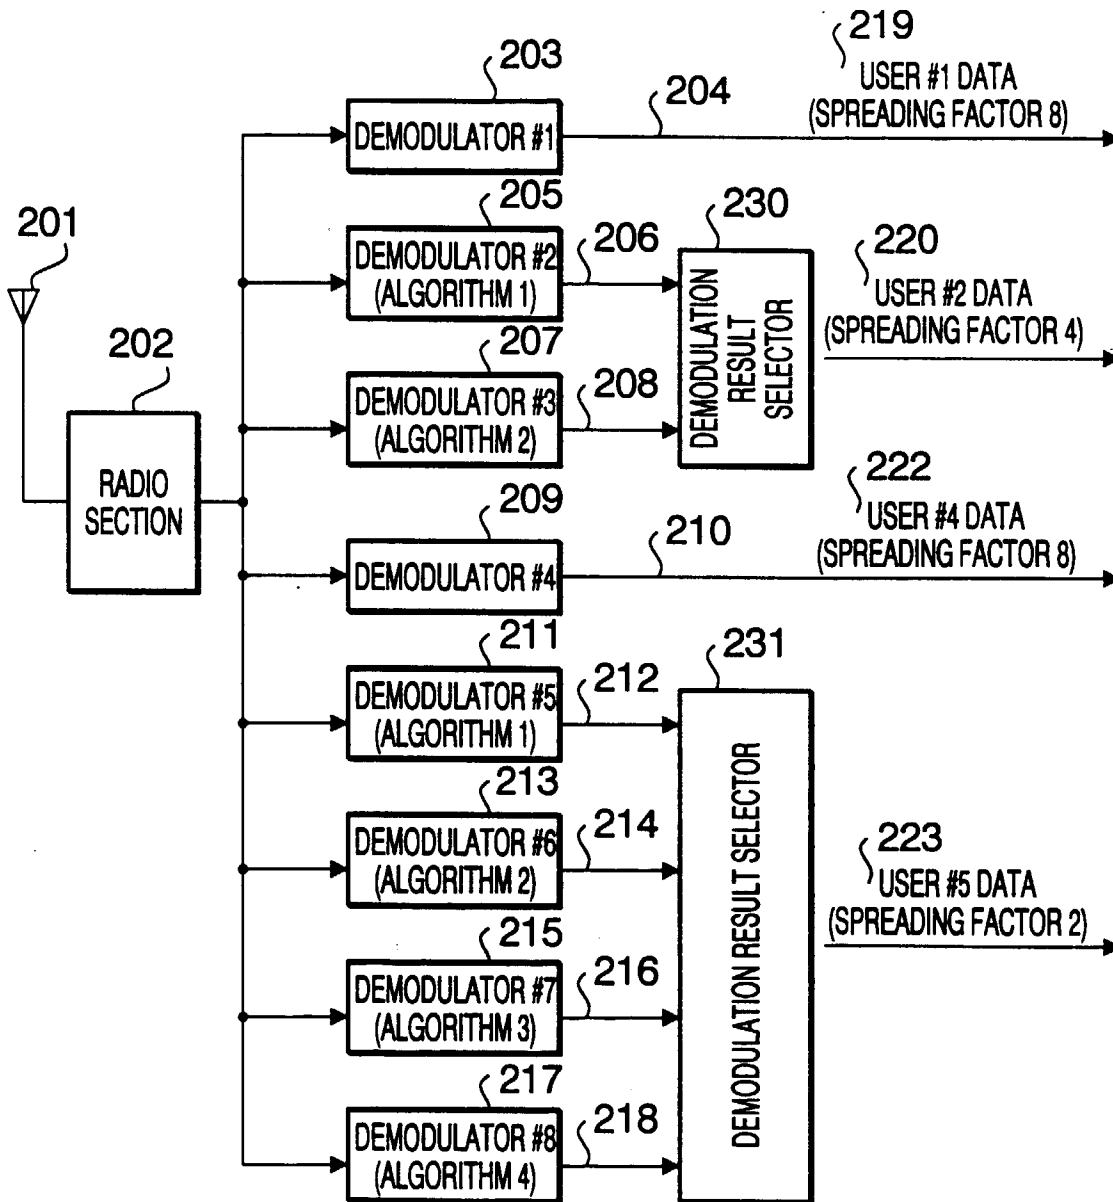 203
DEMODULATOR #1
204
219
USER #1 DATA
(SPREADING FACTOR 8)
201
205
DEMODULATOR #2
(ALGORITHM 1)
206
230
DEMODULATION
RESULT
SELECTOR
220
USER #2 DATA
(SPREADING FACTOR 4)
202
RADIO
SECTION
207
DEMODULATOR #3
(ALGORITHM 2)
208
209
DEMODULATOR #4
210
222
USER #4 DATA
(SPREADING FACTOR 8)
211
DEMODULATOR #5
(ALGORITHM 1)
212
231
DEMODULATION RESULT SELECTOR
213
DEMODULATOR #6
(ALGORITHM 2)
214
223
USER #5 DATA
(SPREADING FACTOR 2)
215
DEMODULATOR #7
(ALGORITHM 3)
216
217
DEMODULATOR #8
(ALGORITHM 4)
218